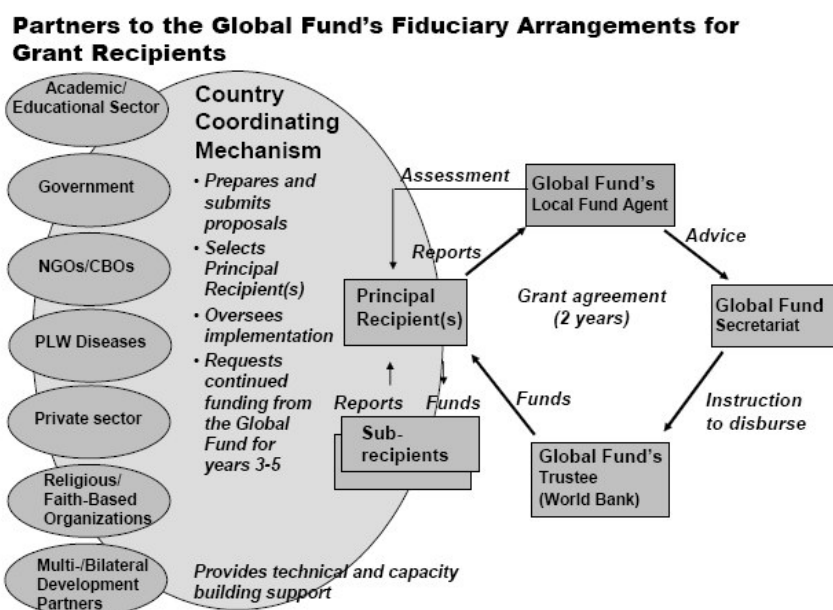 Partners to the Global Fund's Fiduciary Arrangements for
Grant Recipients
Academic/
Educational Sector
Government
NGOs/CBOs
PLW Diseases
Private sector
Religious/
Faith-Based
Organizations
Multi-/Bilateral
Development
Partners
Country
Coordinating
Mechanism
• Prepares and
submits
proposals
• Selects
Principal
Recipient(s)
• Oversees
implementation
• Requests
continued
funding from
the Global
Fund for
years 3-5
Provides technical and capacity
building support
Assessment
Reports
Principal
Recipient(s)
Reports
Funds
Sub-
recipients
Global Fund's
Local Fund Agent
Advice
Grant agreement
(2 years)
Global Fund
Secretariat
Funds
Instruction
to disburse
Global Fund's
Trustee
(World Bank)